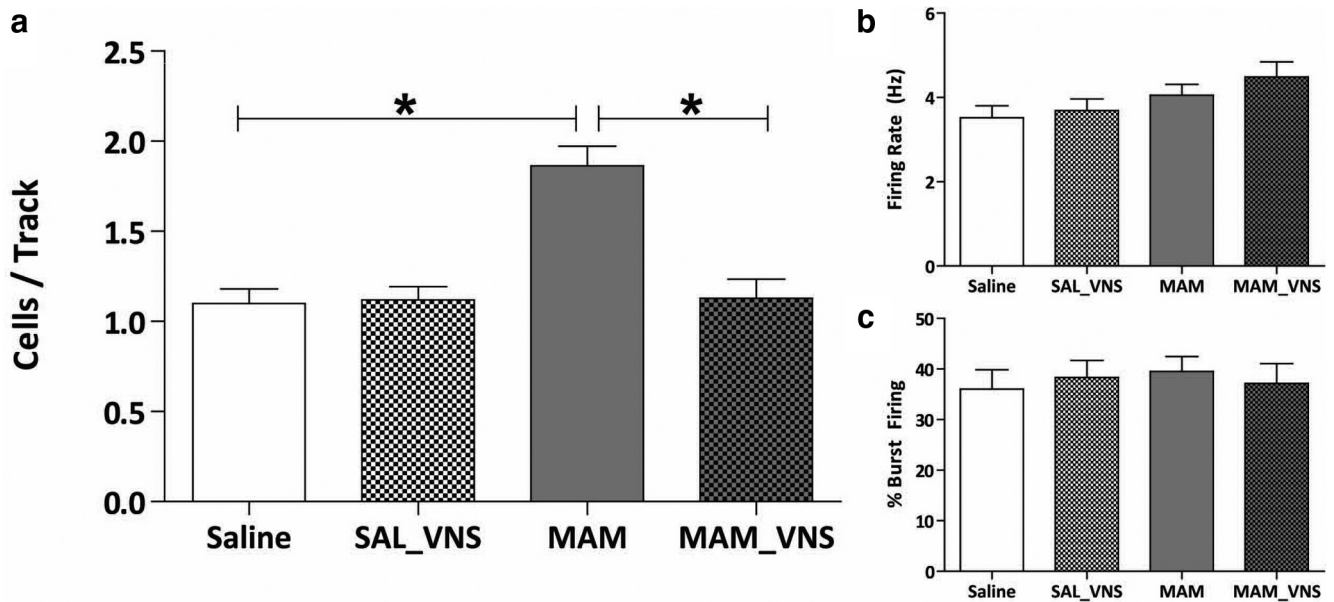 a
Cells / Track
2.5
2.0
1.5
1.0
0.5
0.0
* *
Saline SAL_VNS MAM MAM_VNS
b
Firing Rate (Hz)
6
4
2
0
Saline SAL_VNS MAM MAM_VNS
c
% Burst Firing
50
40
30
20
10
0
Saline SAL_VNS MAM MAM_VNS